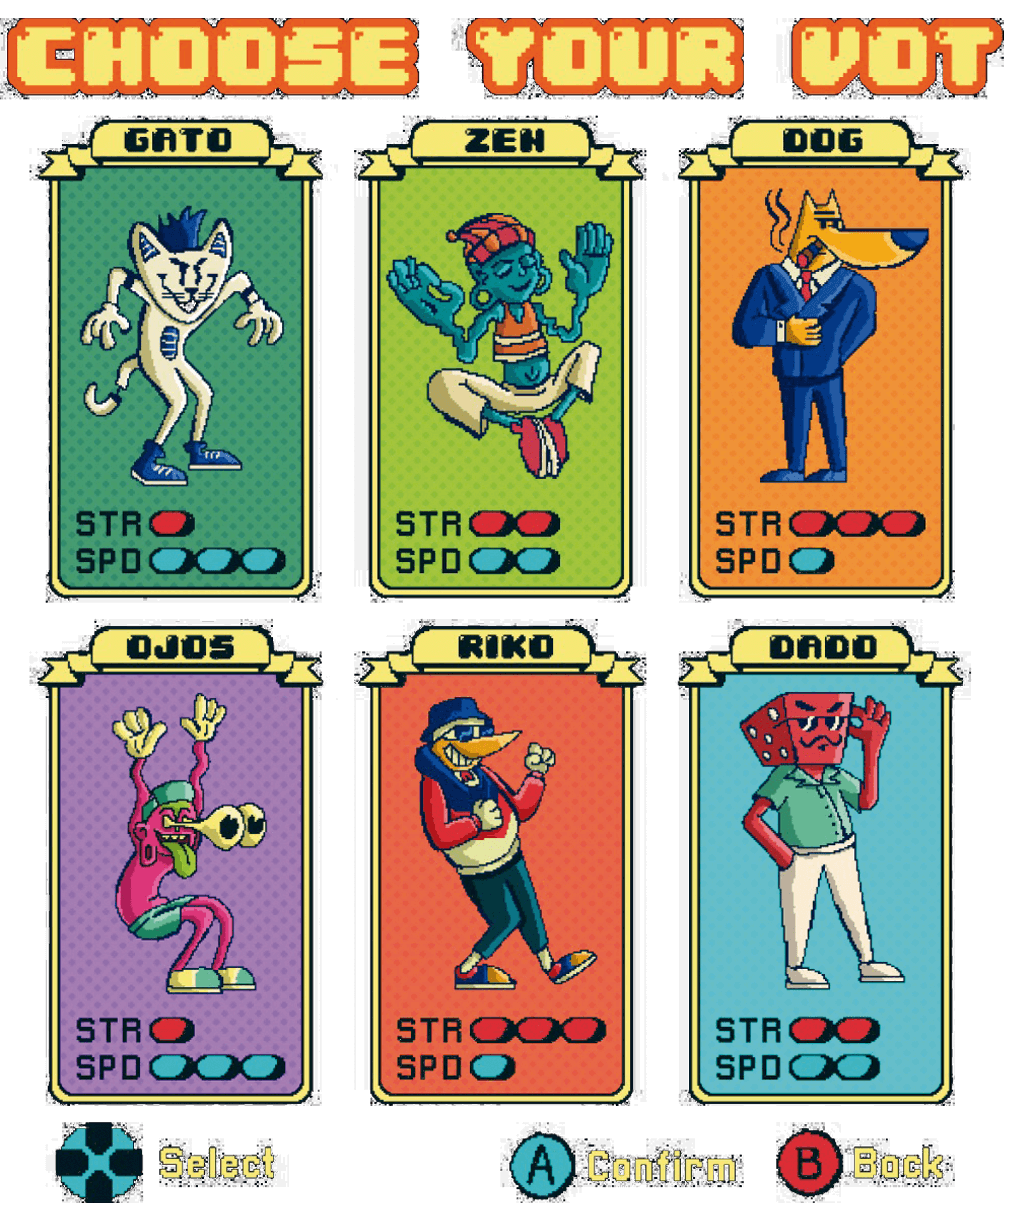 CHOOSE YOUR VOT
GATO ZEN DOG
STR STR STR
SPD SPD SPD
OJOS RIKO DADO
STR STR STR
SPD SPD SPD
Select A Confirm B Back